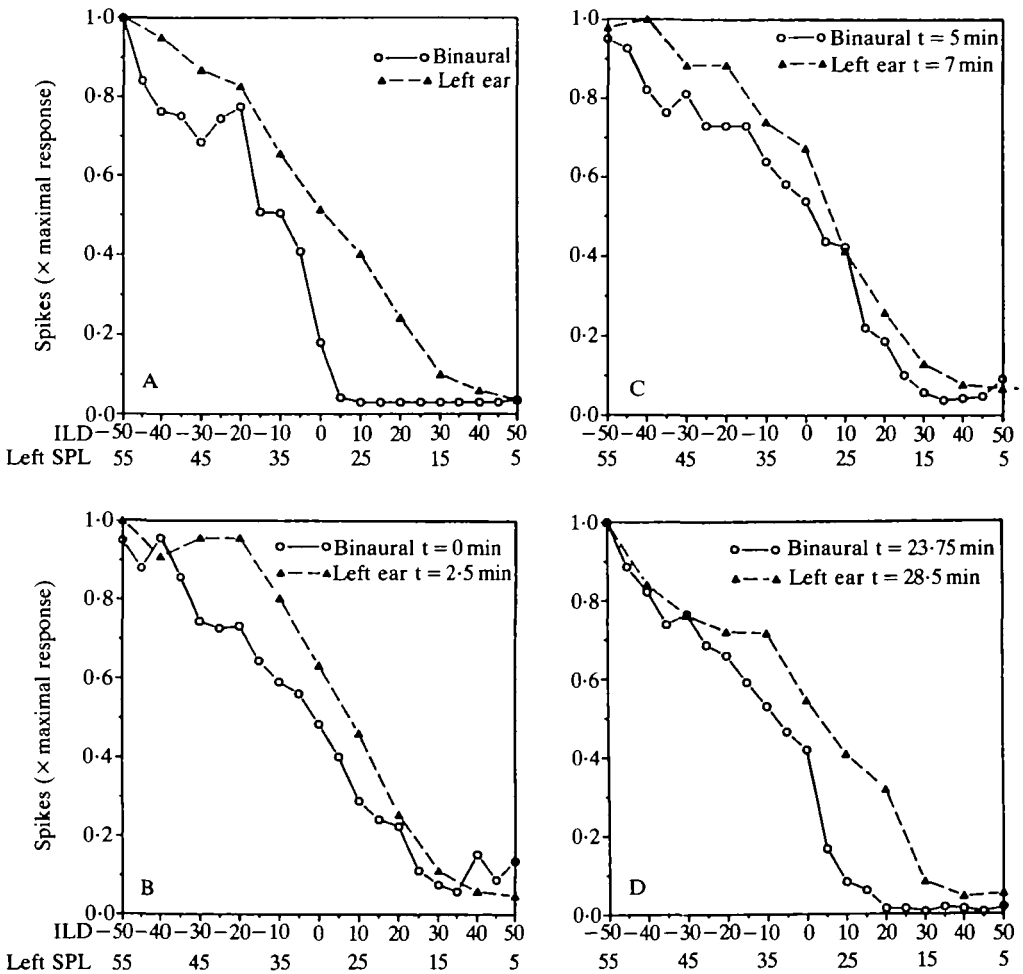 Spikes (× maximal response)
1·0
0·8
0·6
0·4
0·2
0·0
Binaural
Left ear
A
ILD −50 −40 −30 −20 −10 0 10 20 30 40 50
Left SPL 55 45 35 25 15 5
1·0
0·8
0·6
0·4
0·2
0·0
Binaural t = 5 min
Left ear t = 7 min
C
−50 −40 −30 −20 −10 0 10 20 30 40 50
55 45 35 25 15 5
Spikes (× maximal response)
1·0
0·8
0·6
0·4
0·2
0·0
Binaural t = 0 min
Left ear t = 2·5 min
B
ILD −50 −40 −30 −20 −10 0 10 20 30 40 50
Left SPL 55 45 35 25 15 5
1·0
0·8
0·6
0·4
0·2
0·0
Binaural t = 23·75 min
Left ear t = 28·5 min
D
−50 −40 −30 −20 −10 0 10 20 30 40 50
55 45 35 25 15 5